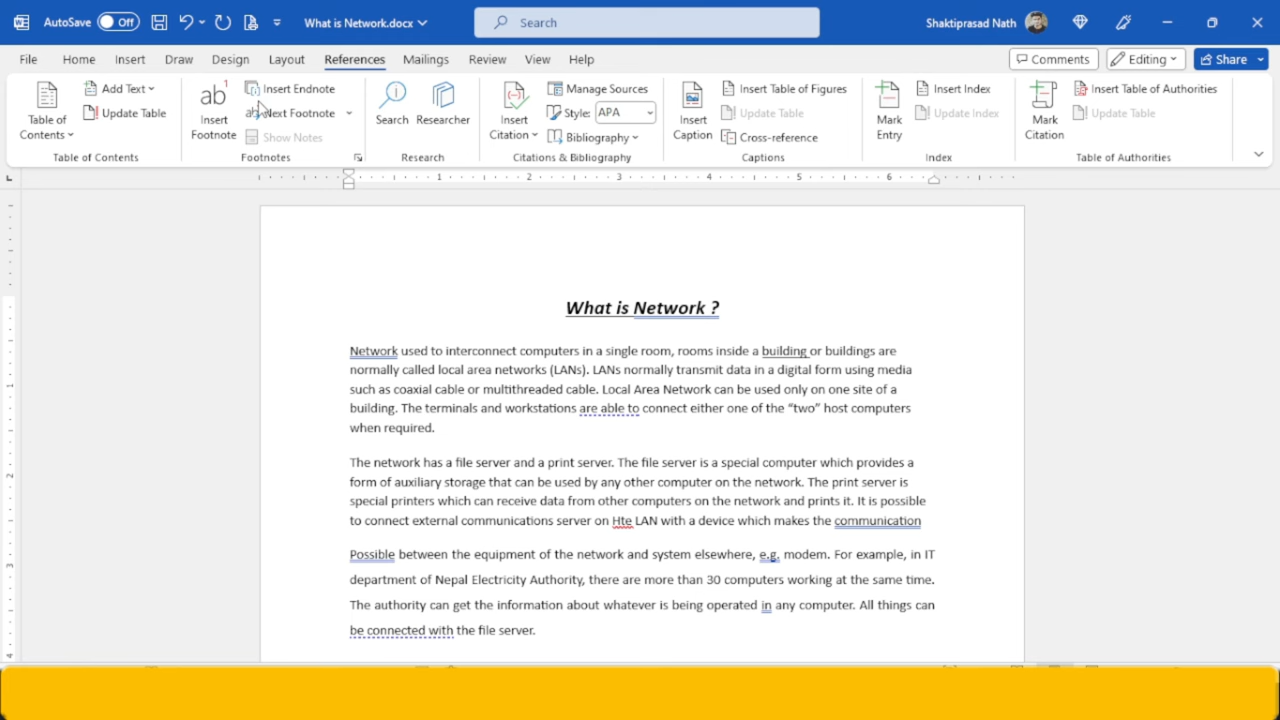 AutoSave Off What is Network.docx Search Shaktiprasad Nath
File Home Insert Draw Design Layout References Mailings Review View Help Comments Editing Share
Table of Contents
Add Text
Update Table
Table of Contents
ab1
Insert Footnote
Insert Endnote
Next Footnote
Show Notes
Footnotes
Search
Researcher
Research
Insert Citation
Manage Sources
Style: APA
Bibliography
Citations & Bibliography
Insert Caption
Insert Table of Figures
Update Table
Cross-reference
Captions
Mark Entry
Insert Index
Update Index
Index
Mark Citation
Insert Table of Authorities
Update Table
Table of Authorities
1 2 3 4 5 6
What is Network ?
Network used to interconnect computers in a single room, rooms inside a building or buildings are
normally called local area networks (LANs). LANs normally transmit data in a digital form using media
such as coaxial cable or multithreaded cable. Local Area Network can be used only on one site of a
building. The terminals and workstations are able to connect either one of the “two” host computers
when required.
The network has a file server and a print server. The file server is a special computer which provides a
form of auxiliary storage that can be used by any other computer on the network. The print server is
special printers which can receive data from other computers on the network and prints it. It is possible
to connect external communications server on Hte LAN with a device which makes the communication
Possible between the equipment of the network and system elsewhere, e.g. modem. For example, in IT
department of Nepal Electricity Authority, there are more than 30 computers working at the same time.
The authority can get the information about whatever is being operated in any computer. All things can
be connected with the file server.
1
2
3
4